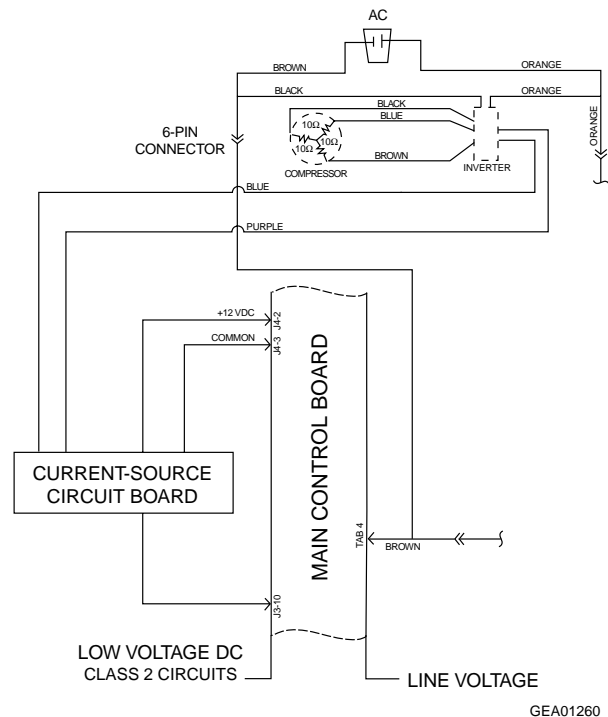 AC
BROWN
ORANGE
BLACK
ORANGE
BLACK
BLUE
10Ω
10Ω
10Ω
6-PIN
CONNECTOR
BROWN
COMPRESSOR
INVERTER
ORANGE
BLUE
PURPLE
+12 VDC
J4-2
COMMON
J4-3
MAIN CONTROL BOARD
CURRENT-SOURCE
CIRCUIT BOARD
TAB 4
BROWN
J3-10
LOW VOLTAGE DC
CLASS 2 CIRCUITS
LINE VOLTAGE
GEA01260